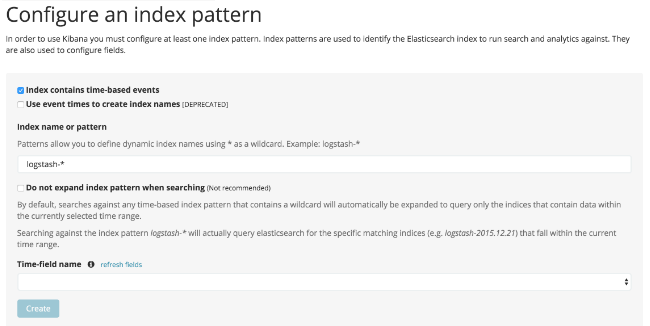 Configure an index pattern
In order to use Kibana you must configure at least one index pattern. Index patterns are used to identify the Elasticsearch index to run search and analytics against. They
are also used to configure fields.
Index contains time-based events
Use event times to create index names [DEPRECATED]
Index name or pattern
Patterns allow you to define dynamic index names using * as a wildcard. Example: logstash-*
logstash-*
Do not expand index pattern when searching (Not recommended)
By default, searches against any time-based index pattern that contains a wildcard will automatically be expanded to query only the indices that contain data within
the currently selected time range.
Searching against the index pattern logstash-* will actually query elasticsearch for the specific matching indices (e.g. logstash-2015.12.21) that fall within the current
time range.
Time-field name refresh fields
Create